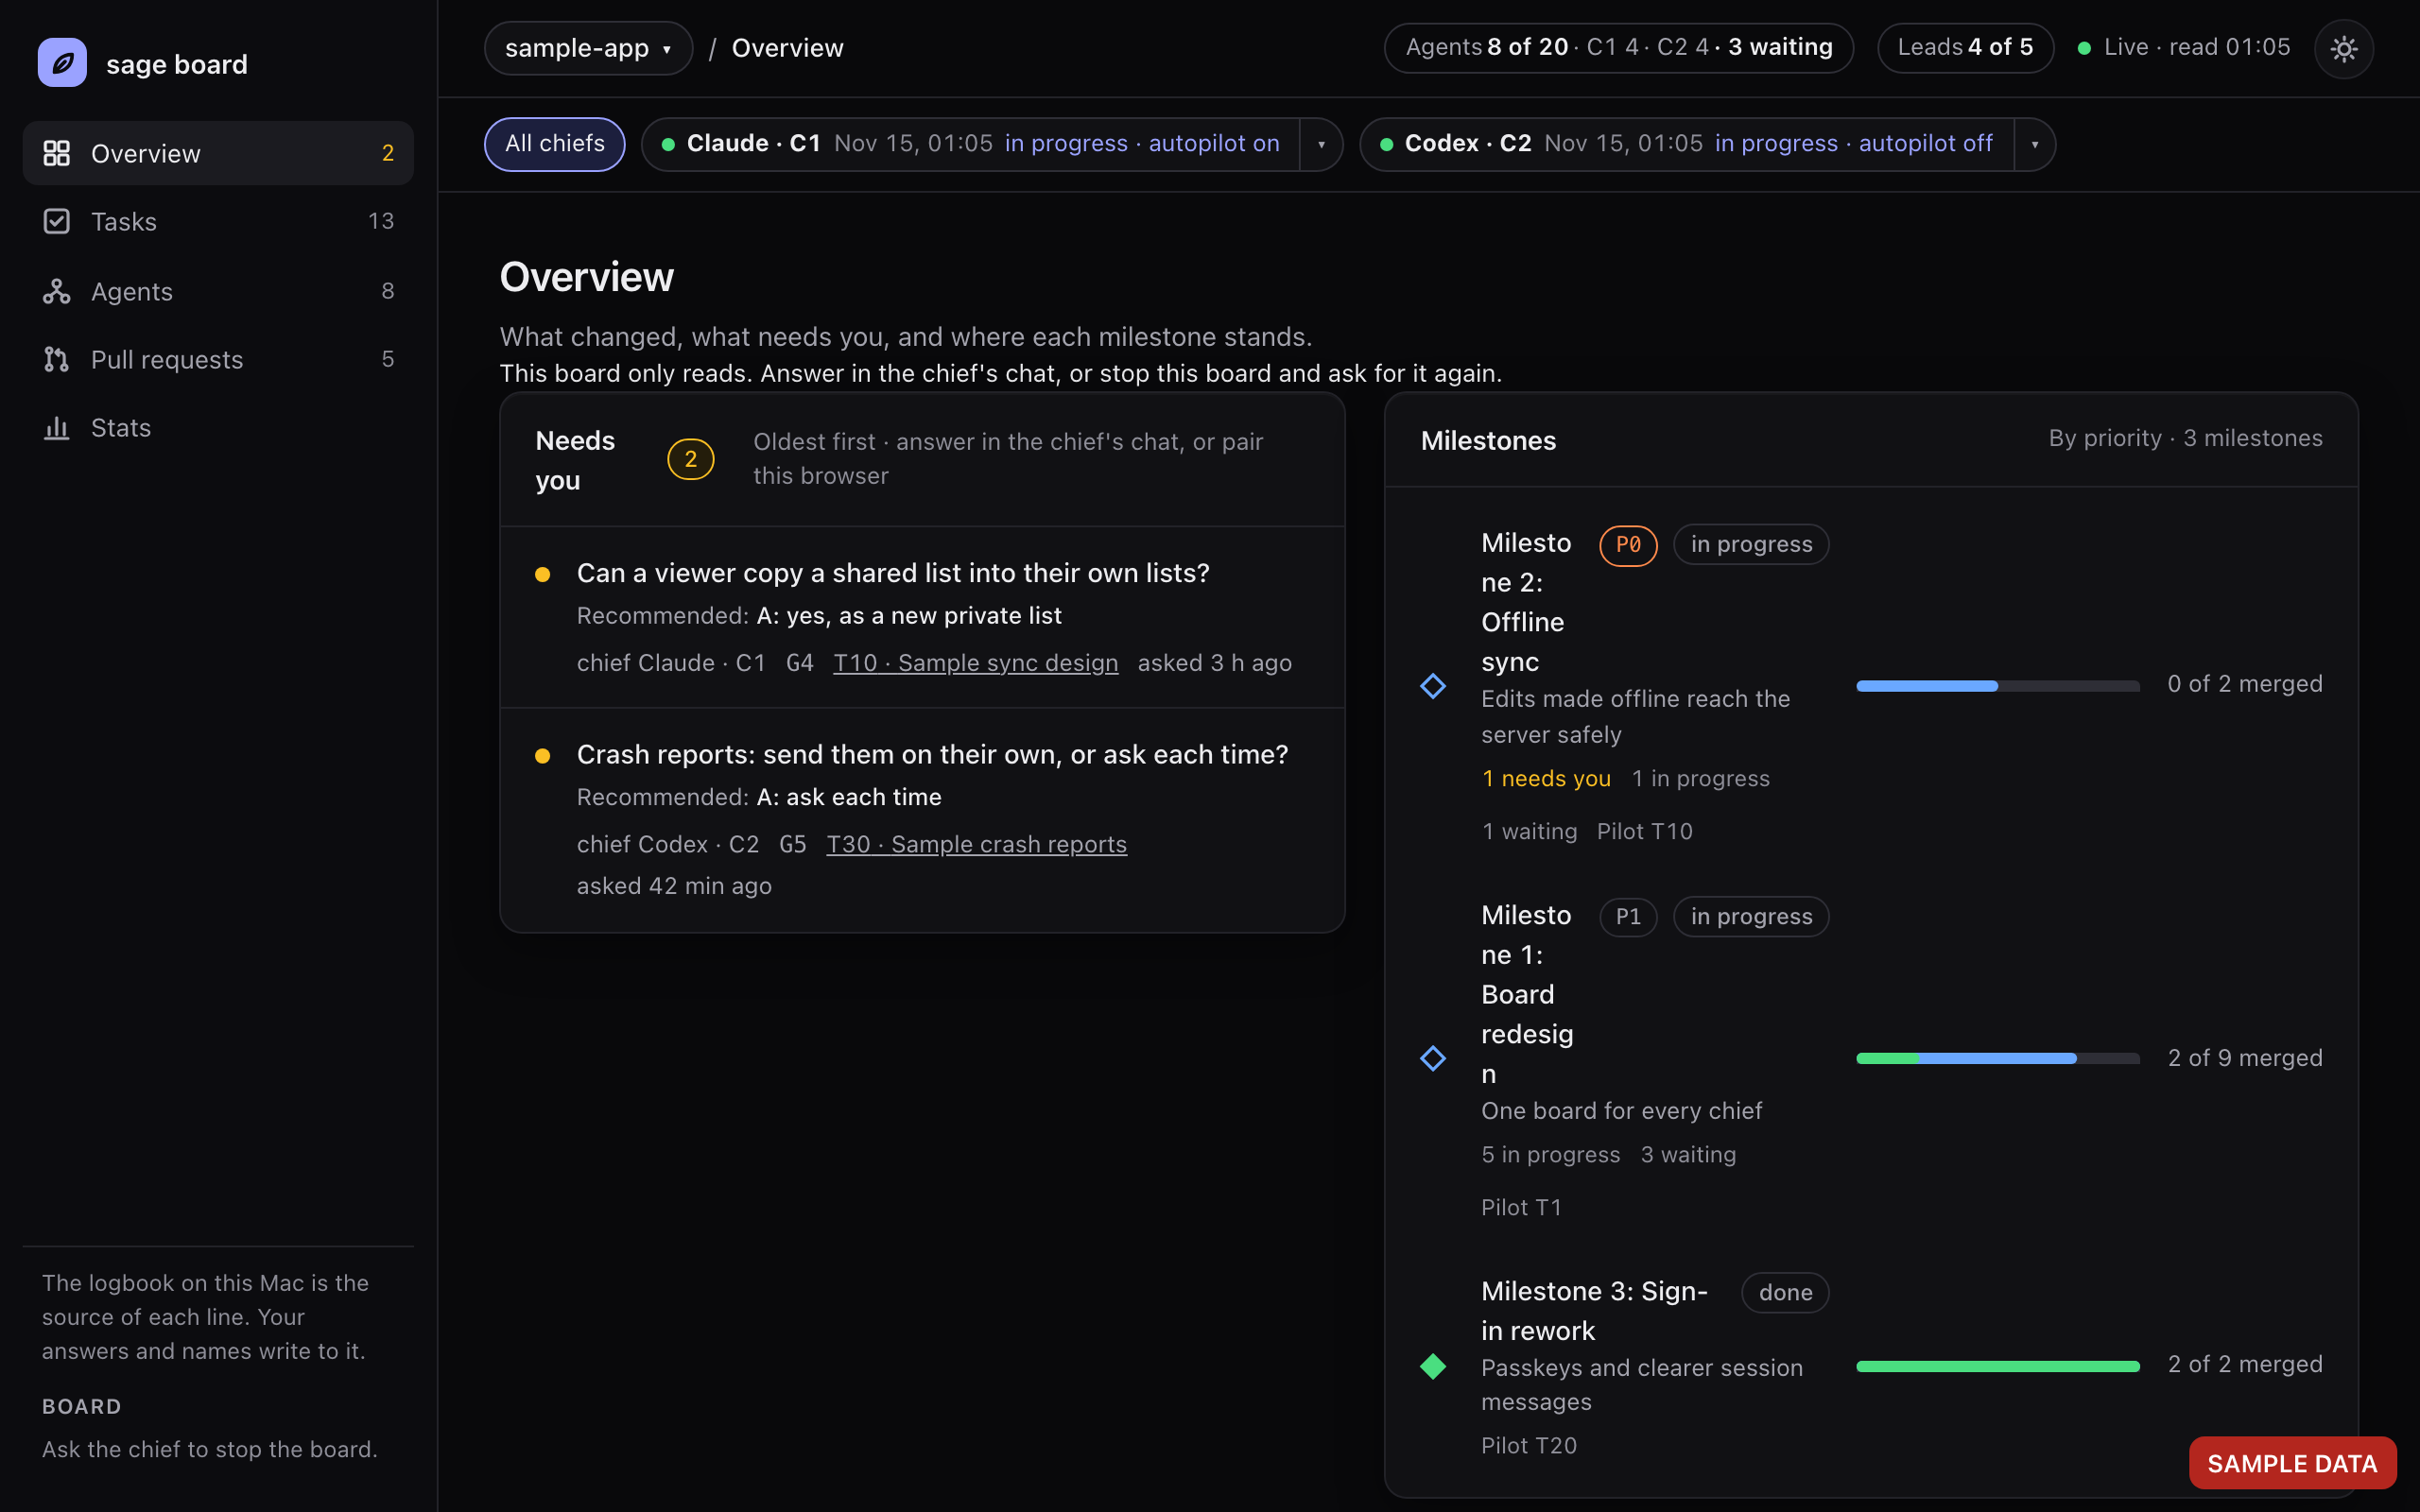 sage board
Overview 2
Tasks 13
Agents 8
Pull requests 5
Stats
The logbook on this Mac is the
source of each line. Your
answers and names write to it.
BOARD
Ask the chief to stop the board.
sample-app ▾ / Overview
Agents 8 of 20 · C1 4 · C2 4 · 3 waiting
Leads 4 of 5
Live · read 01:05
All chiefs
Claude · C1 Nov 15, 01:05 in progress · autopilot on ▾
Codex · C2 Nov 15, 01:05 in progress · autopilot off ▾
Overview
What changed, what needs you, and where each milestone stands.
This board only reads. Answer in the chief's chat, or stop this board and ask for it again.
Needs
you
2
Oldest first · answer in the chief's chat, or pair
this browser
Can a viewer copy a shared list into their own lists?
Recommended: A: yes, as a new private list
chief Claude · C1 G4 T10 · Sample sync design asked 3 h ago
Crash reports: send them on their own, or ask each time?
Recommended: A: ask each time
chief Codex · C2 G5 T30 · Sample crash reports
asked 42 min ago
Milestones
By priority · 3 milestones
Milesto
ne 2:
Offline
sync
P0 in progress
Edits made offline reach the
server safely
1 needs you 1 in progress
1 waiting Pilot T10
0 of 2 merged
Milesto
ne 1:
Board
redesig
n
P1 in progress
One board for every chief
5 in progress 3 waiting
Pilot T1
2 of 9 merged
Milestone 3: Sign-
in rework
done
Passkeys and clearer session
messages
Pilot T20
2 of 2 merged
SAMPLE DATA